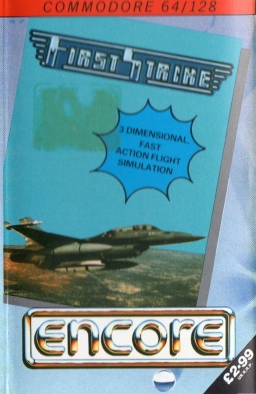 COMMODORE 64/128
FIRST STRIKE
3 DIMENSIONAL
FAST
ACTION FLIGHT
SIMULATION
ENCORE
£2.99